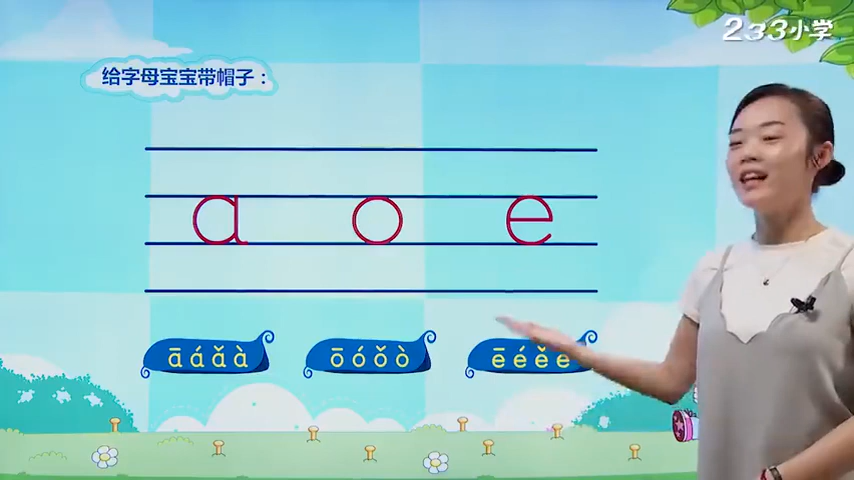 233小学
给字母宝宝带帽子：
a o e
ā á ǎ à
ō ó ǒ ò
ē é ě è